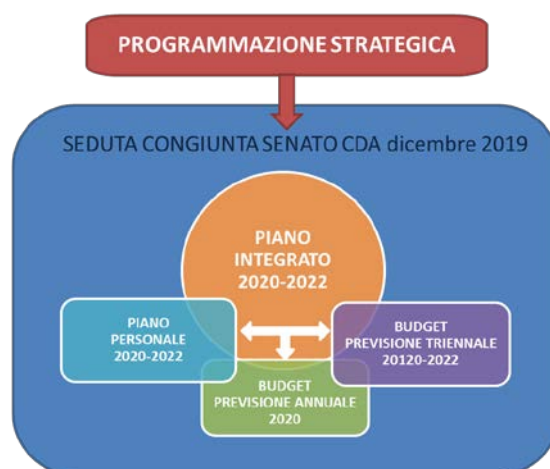 PROGRAMMAZIONE STRATEGICA
SEDUTA CONGIUNTA SENATO CDA dicembre 2019
PIANO
INTEGRATO
2020-2022
PIANO
PERSONALE
2020-2022
BUDGET
PREVISIONE TRIENNALE
20120-2022
BUDGET
PREVISIONE ANNUALE
2020